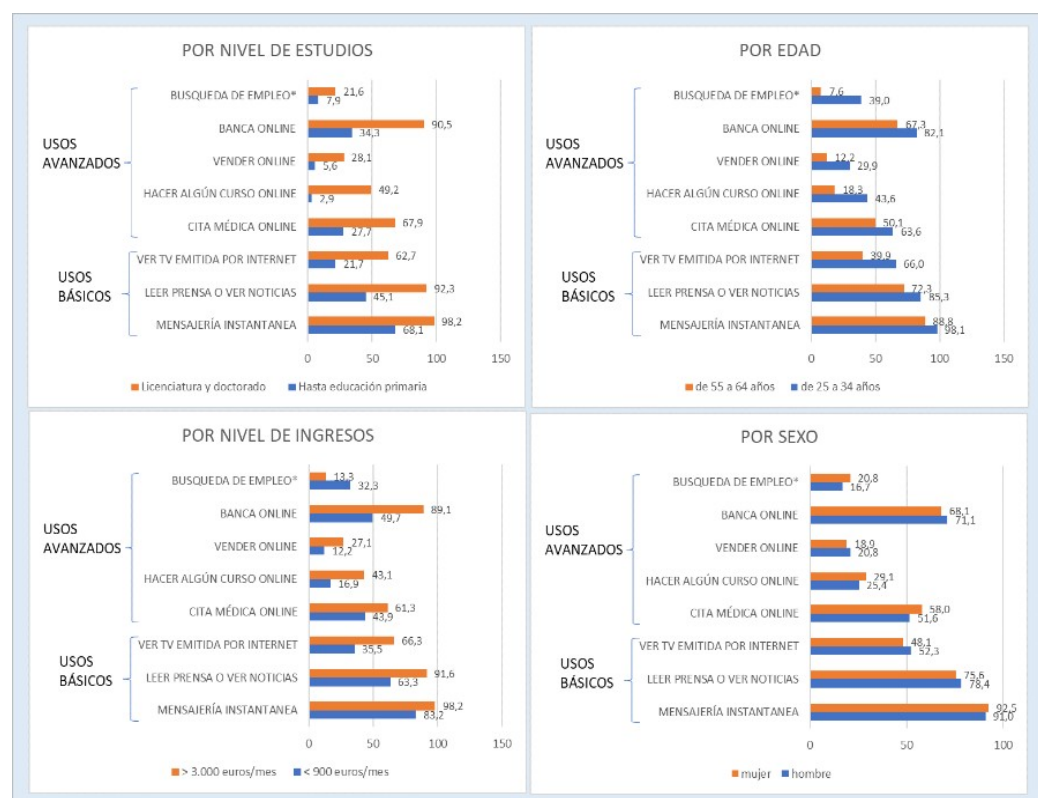 POR NIVEL DE ESTUDIOS
USOS
AVANZADOS
BUSQUEDA DE EMPLEO* 21,6 7,9
BANCA ONLINE 90,5 34,3
VENDER ONLINE 28,1 5,6
HACER ALGÚN CURSO ONLINE 49,2 2,9
CITA MÉDICA ONLINE 67,9 27,7
USOS
BÁSICOS
VER TV EMITIDA POR INTERNET 62,7 21,7
LEER PRENSA O VER NOTICIAS 92,3 45,1
MENSAJERÍA INSTANTANEA 98,2 68,1
0 50 100 150
Licenciatura y doctorado Hasta educación primaria
POR EDAD
USOS
AVANZADOS
BUSQUEDA DE EMPLEO* 7,6 39,0
BANCA ONLINE 67,3 82,1
VENDER ONLINE 12,2 29,9
HACER ALGÚN CURSO ONLINE 18,3 43,6
CITA MÉDICA ONLINE 50,1 63,6
USOS
BÁSICOS
VER TV EMITIDA POR INTERNET 39,9 66,0
LEER PRENSA O VER NOTICIAS 72,3 85,3
MENSAJERÍA INSTANTANEA 88,8 98,1
0 50 100 150
de 55 a 64 años de 25 a 34 años
POR NIVEL DE INGRESOS
USOS
AVANZADOS
BUSQUEDA DE EMPLEO* 13,3 32,3
BANCA ONLINE 89,1 49,7
VENDER ONLINE 27,1 12,2
HACER ALGÚN CURSO ONLINE 43,1 16,9
CITA MÉDICA ONLINE 61,3 43,9
USOS
BÁSICOS
VER TV EMITIDA POR INTERNET 66,3 35,5
LEER PRENSA O VER NOTICIAS 91,6 63,3
MENSAJERÍA INSTANTANEA 98,2 83,2
0 50 100 150
> 3.000 euros/mes < 900 euros/mes
POR SEXO
USOS
AVANZADOS
BUSQUEDA DE EMPLEO* 20,8 16,7
BANCA ONLINE 68,1 71,1
VENDER ONLINE 18,9 20,8
HACER ALGÚN CURSO ONLINE 29,1 25,4
CITA MÉDICA ONLINE 58,0 51,6
USOS
BÁSICOS
VER TV EMITIDA POR INTERNET 48,1 52,3
LEER PRENSA O VER NOTICIAS 75,6 78,4
MENSAJERÍA INSTANTANEA 92,5 91,0
0 50 100
mujer hombre